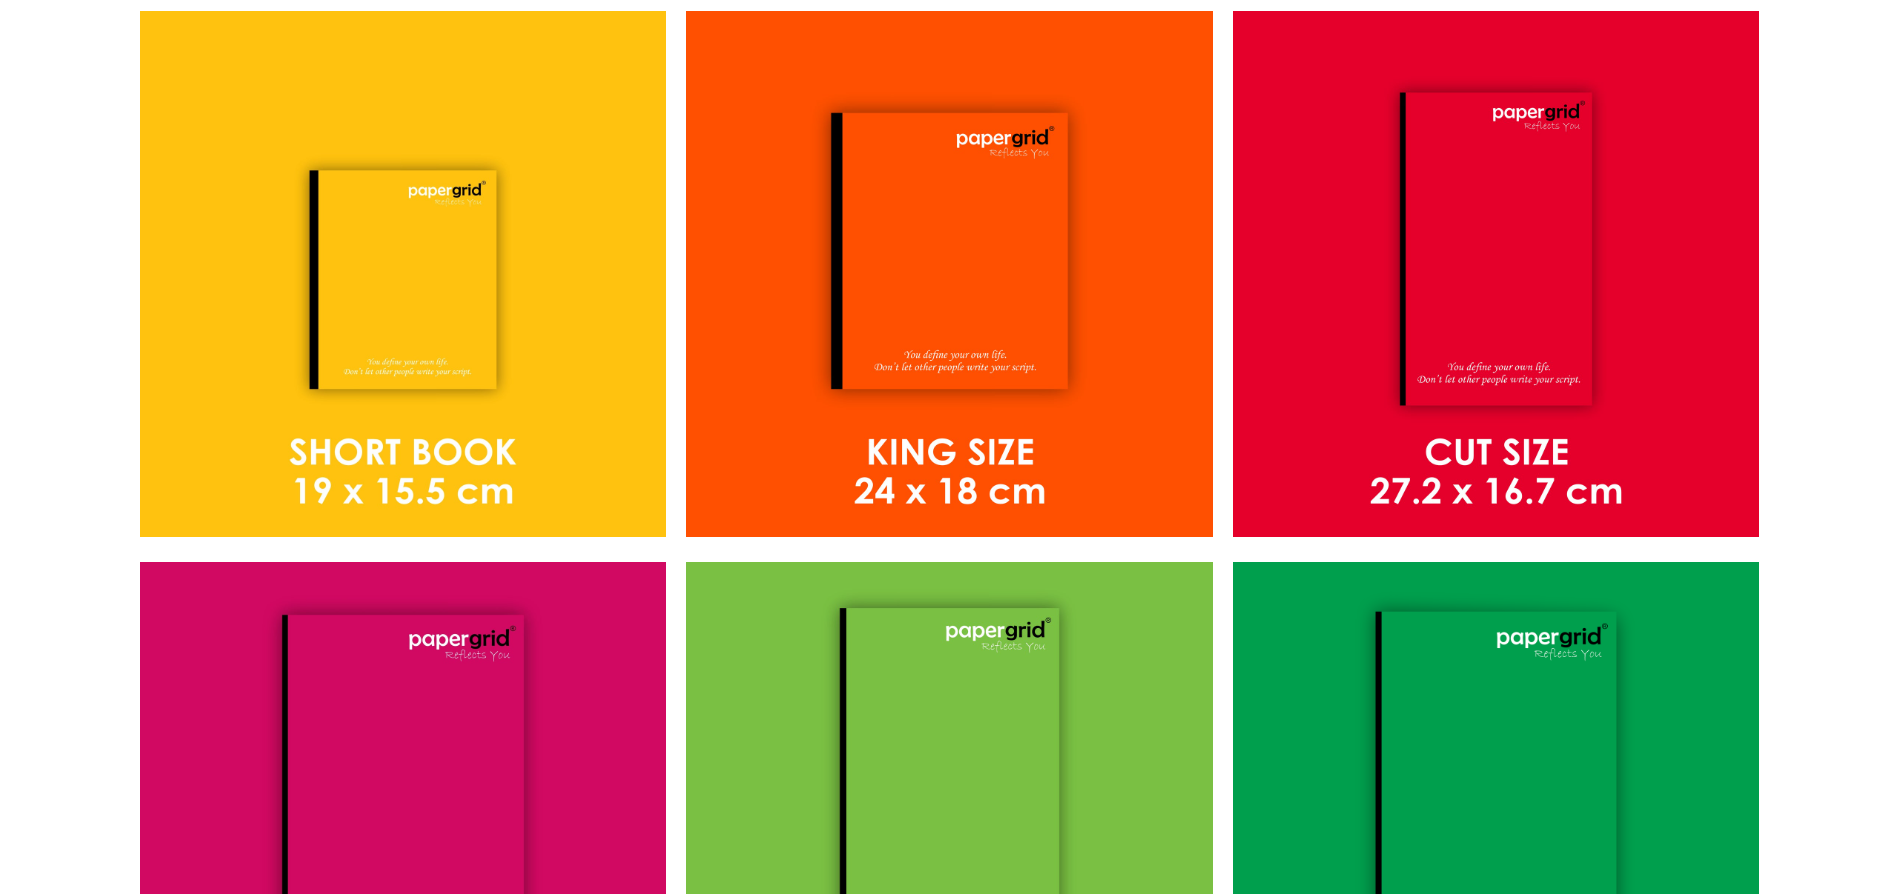 papergrid®
Reflects You
You define your own life.
Don't let other people write your script.
SHORT BOOK
19 x 15.5 cm
papergrid®
Reflects You
You define your own life.
Don't let other people write your script.
KING SIZE
24 x 18 cm
papergrid®
Reflects You
You define your own life.
Don't let other people write your script.
CUT SIZE
27.2 x 16.7 cm
papergrid®
Reflects You
papergrid®
Reflects You
papergrid®
Reflects You